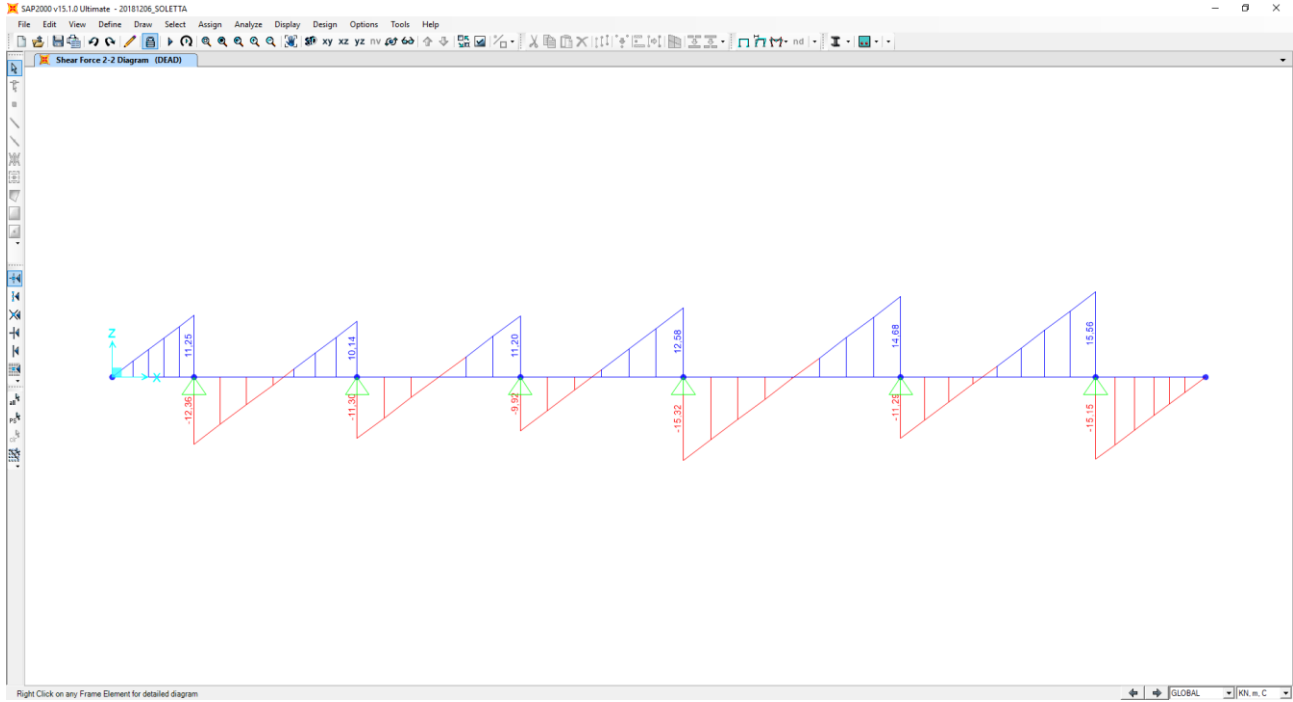 SAP2000 v15.1.0 Ultimate - 20181206_SOLETTA
File Edit View Define Draw Select Assign Analyze Display Design Options Tools Help
xy xz yz nv nd
Shear Force 2-2 Diagram (DEAD)
Z
X
11,25
10,14
11,20
12,58
14,68
15,56
-12,36
-11,30
-9,92
-15,32
-11,25
-15,15
Right Click on any Frame Element for detailed diagram
GLOBAL
KN, m, C